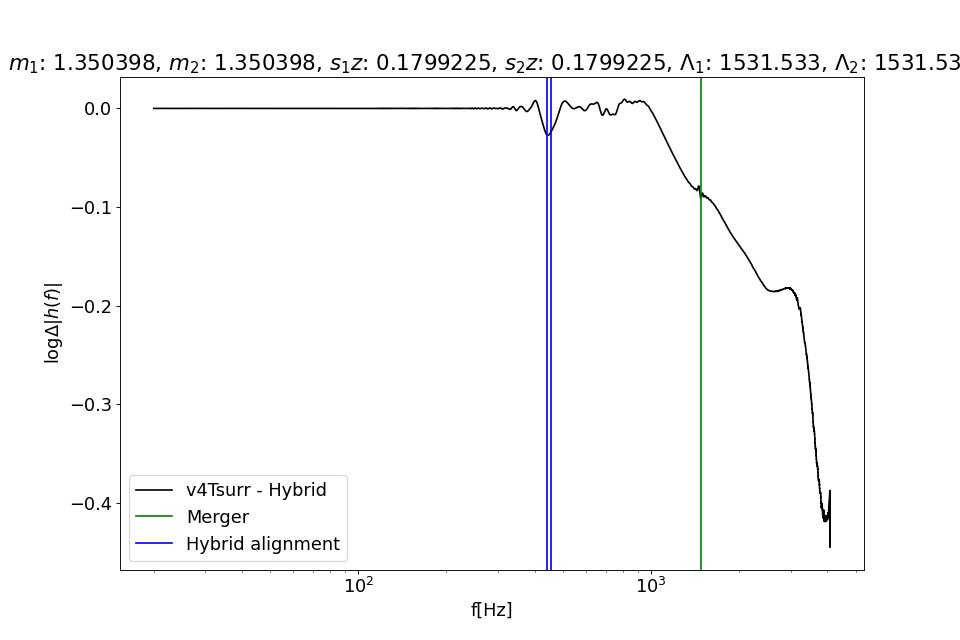 m₁: 1.350398, m₂: 1.350398, s₁z: 0.1799225, s₂z: 0.1799225, Λ₁: 1531.533, Λ₂: 1531.53
0.0
−0.1
−0.2
−0.3
−0.4
logΔ|h(f)|
v4Tsurr - Hybrid
Merger
Hybrid alignment
10²
10³
f[Hz]